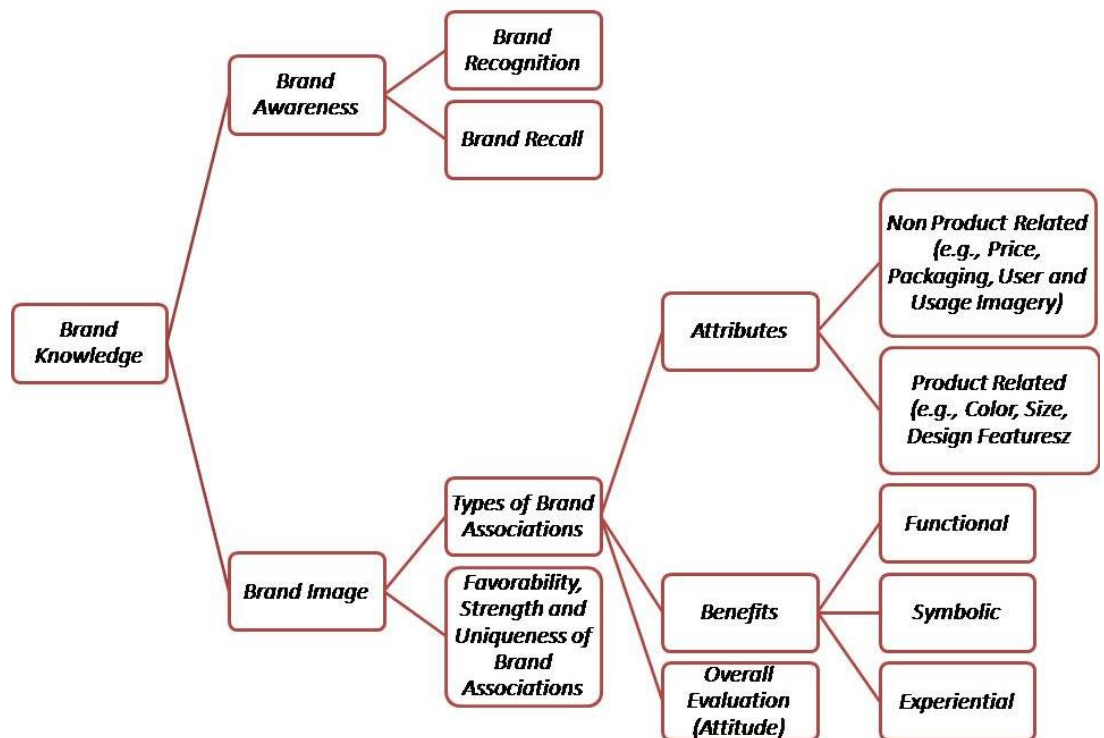 Brand
Recognition
Brand
Awareness
Brand Recall
Non Product Related
(e.g., Price,
Packaging, User and
Usage Imagery)
Brand
Knowledge
Attributes
Product Related
(e.g., Color, Size,
Design Featuresz
Types of Brand
Associations
Functional
Brand Image
Favorability,
Strength and
Uniqueness of
Brand
Associations
Benefits
Symbolic
Overall
Evaluation
(Attitude)
Experiential